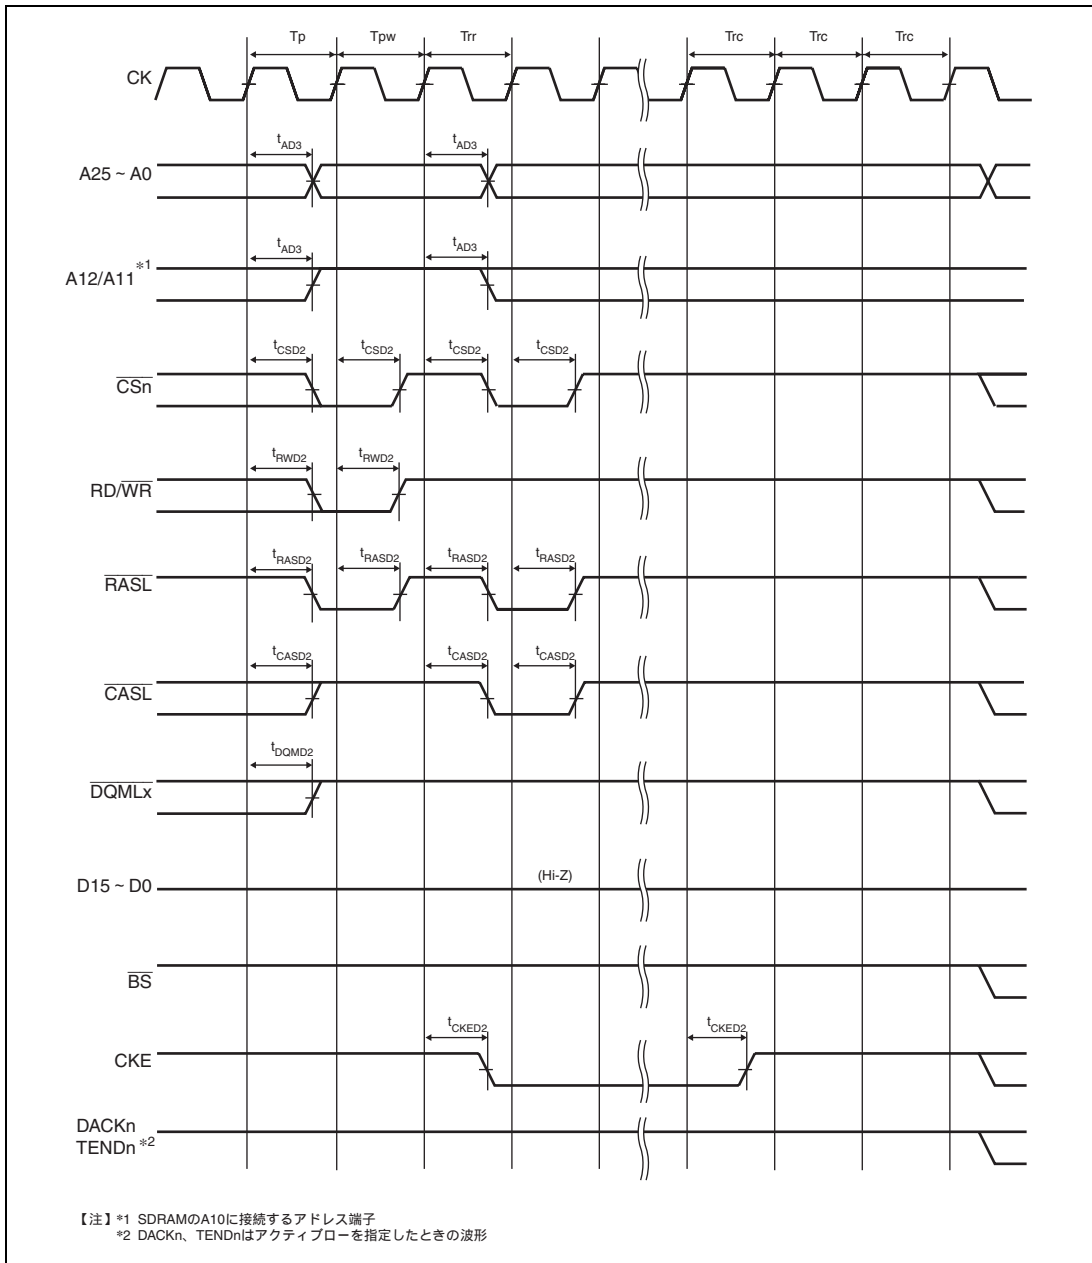 Tp Tpw Trr Trc Trc Trc
CK
tAD3 tAD3
A25 ~ A0
tAD3 tAD3
A12/A11 *1
tCSD2 tCSD2 tCSD2 tCSD2
CSn
tRWD2 tRWD2
RD/WR
tRASD2 tRASD2 tRASD2 tRASD2
RASL
tCASD2 tCASD2 tCASD2
CASL
tDQMD2
DQMLx
(Hi-Z)
D15 ~ D0
BS
tCKED2 tCKED2
CKE
DACKn
TENDn *2
【注】*1 SDRAMのA10に接続するアドレス端子
*2 DACKn、TENDnはアクティブローを指定したときの波形